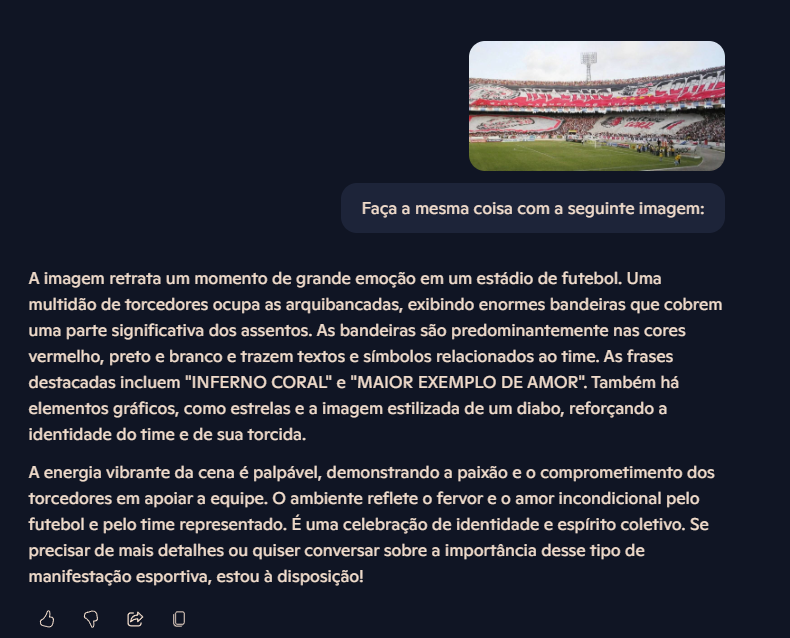 Faça a mesma coisa com a seguinte imagem:
A imagem retrata um momento de grande emoção em um estádio de futebol. Uma
multidão de torcedores ocupa as arquibancadas, exibindo enormes bandeiras que cobrem
uma parte significativa dos assentos. As bandeiras são predominantemente nas cores
vermelho, preto e branco e trazem textos e símbolos relacionados ao time. As frases
destacadas incluem "INFERNO CORAL" e "MAIOR EXEMPLO DE AMOR". Também há
elementos gráficos, como estrelas e a imagem estilizada de um diabo, reforçando a
identidade do time e de sua torcida.
A energia vibrante da cena é palpável, demonstrando a paixão e o comprometimento dos
torcedores em apoiar a equipe. O ambiente reflete o fervor e o amor incondicional pelo
futebol e pelo time representado. É uma celebração de identidade e espírito coletivo. Se
precisar de mais detalhes ou quiser conversar sobre a importância desse tipo de
manifestação esportiva, estou à disposição!